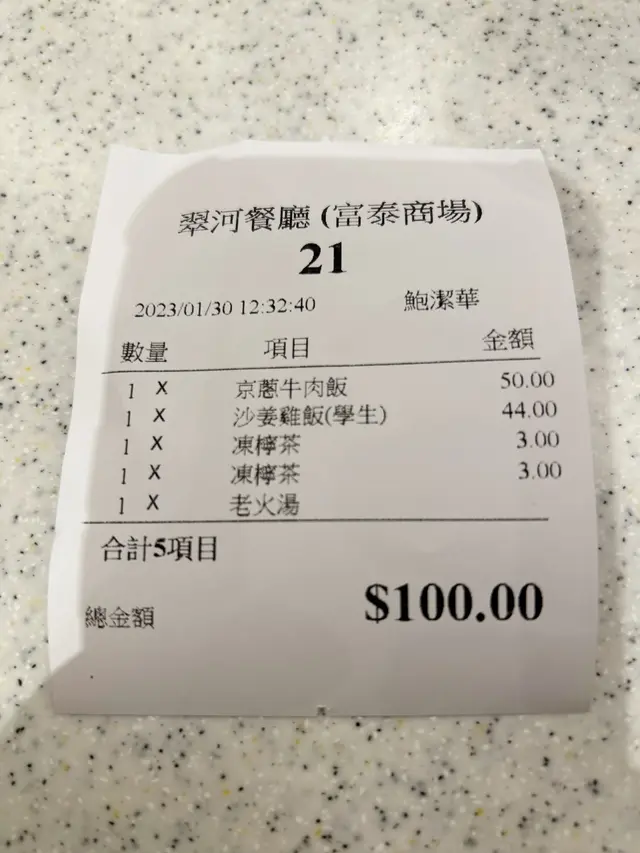 翠河餐廳 (富泰商場)
21
2023/01/30 12:32:40 鮑潔華
數量 項目 金額
1 X 京蔥牛肉飯 50.00
1 X 沙姜雞飯(學生) 44.00
1 X 凍檸茶 3.00
1 X 凍檸茶 3.00
1 X 老火湯
合計5項目
總金額 $100.00